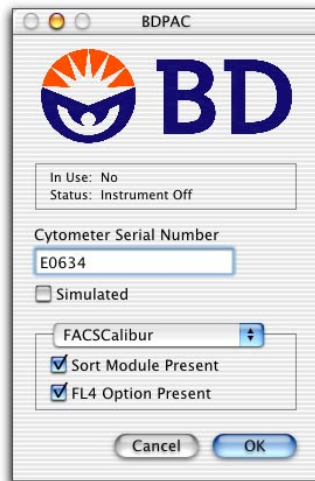 BDPAC
BD
In Use: No
Status: Instrument Off
Cytometer Serial Number
E0634
Simulated
FACSCalibur
Sort Module Present
FL4 Option Present
Cancel
OK